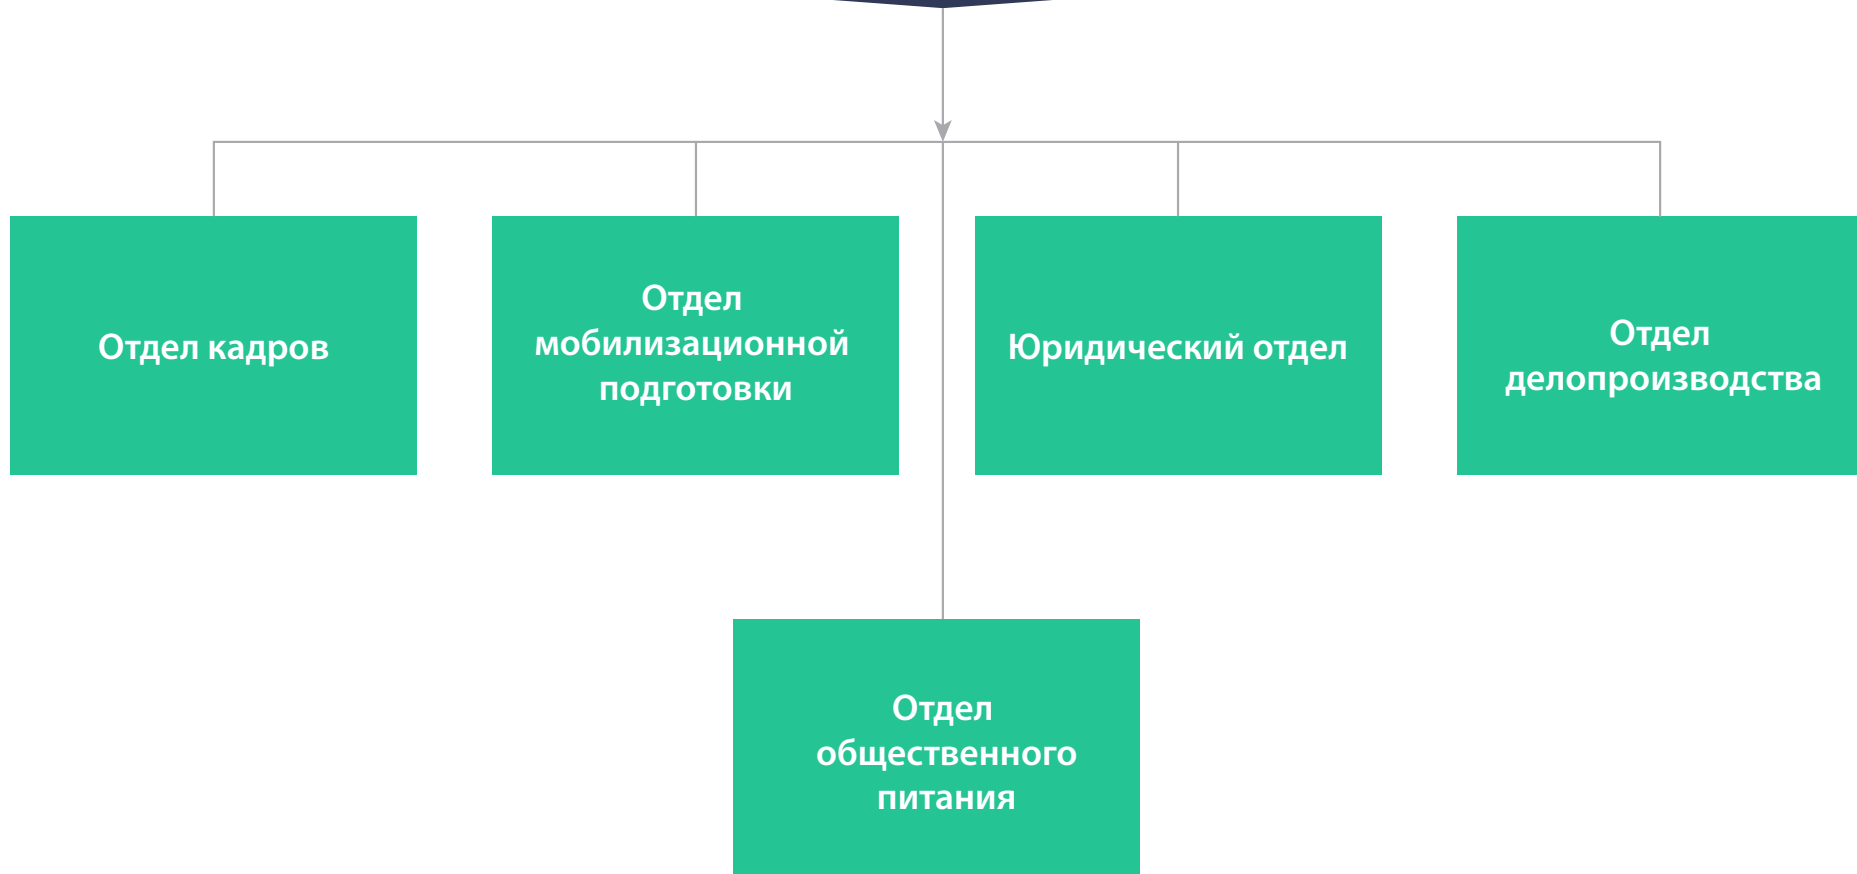 Отдел кадров
Отдел
мобилизационной
подготовки
Юридический отдел
Отдел
делопроизводства
Отдел
общественного
питания